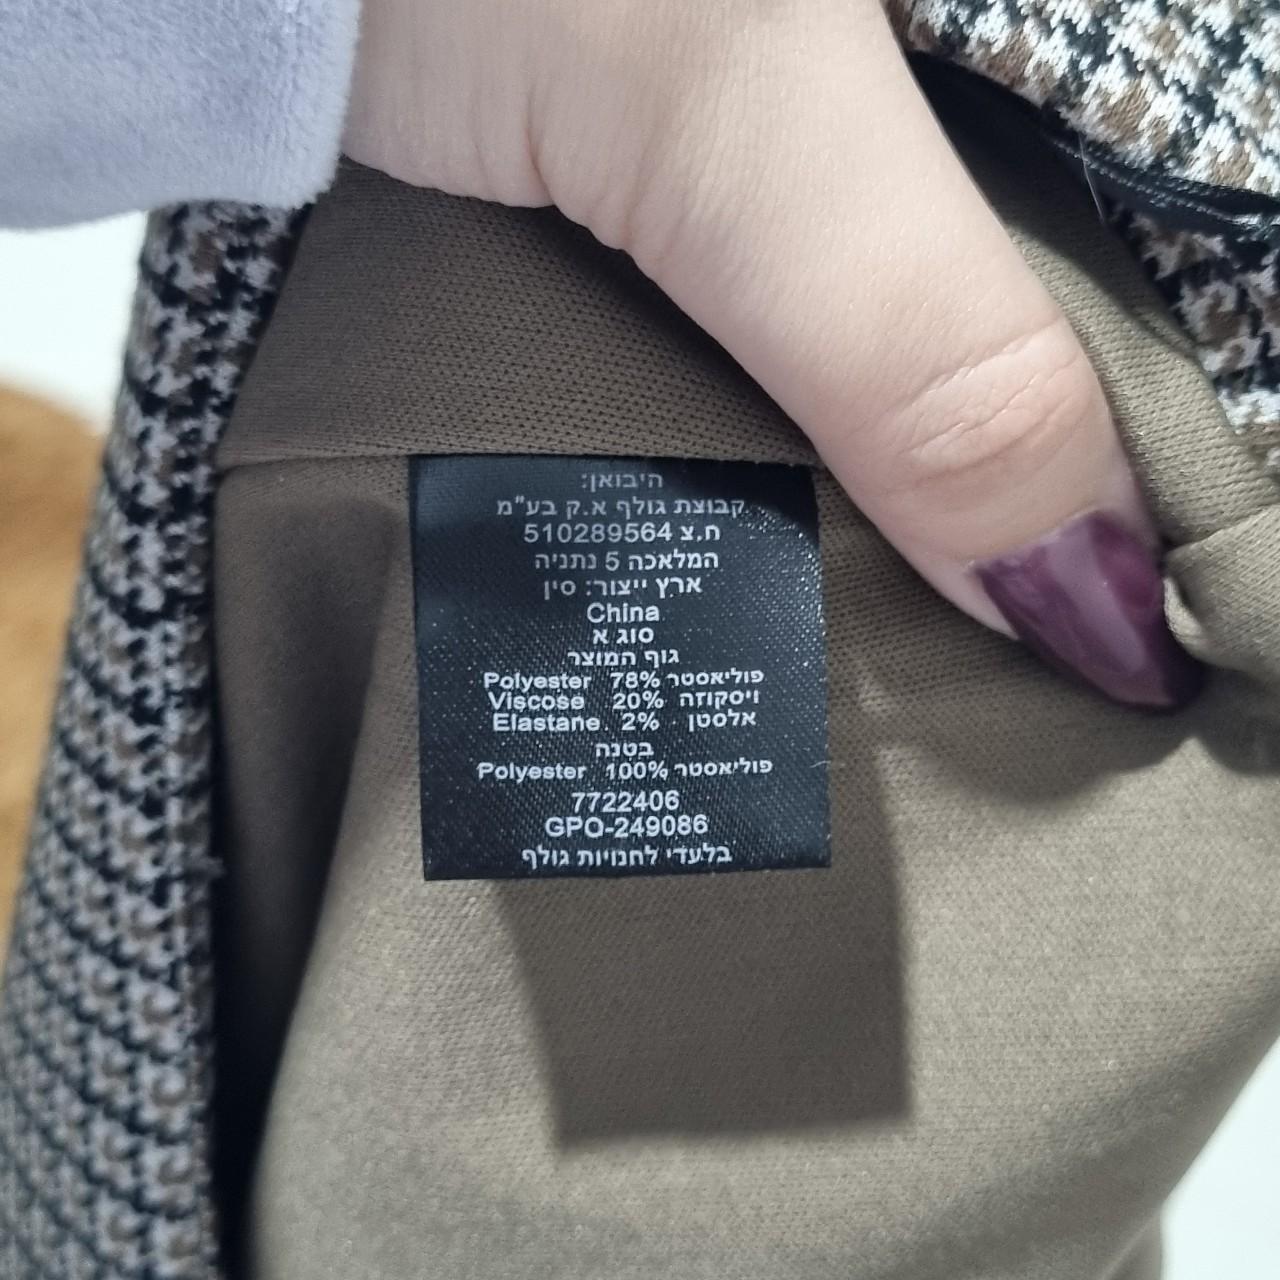 היבואן:
קבוצת גולף א.ק בע"מ
ח.צ 510289564
המלאכה 5 נתניה
ארץ ייצור: סין
China
סוג א
גוף המוצר
Polyester 78% פוליאסטר
Viscose 20% ויסקוזה
Elastane 2% אלסטן
בטנה
Polyester 100% פוליאסטר
7722406
GPO-249086
בלעדי לחנויות גולף